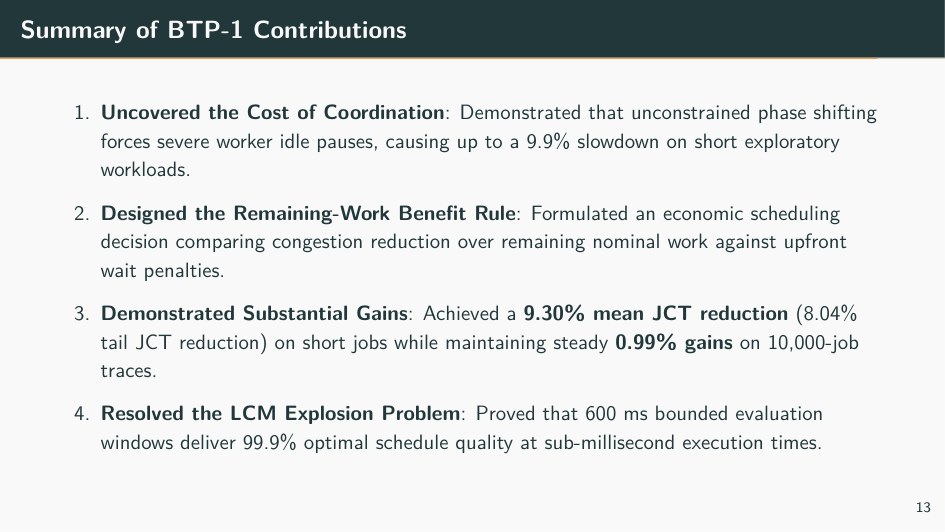 Summary of BTP-1 Contributions
1. Uncovered the Cost of Coordination: Demonstrated that unconstrained phase shifting
forces severe worker idle pauses, causing up to a 9.9% slowdown on short exploratory
workloads.
2. Designed the Remaining-Work Benefit Rule: Formulated an economic scheduling
decision comparing congestion reduction over remaining nominal work against upfront
wait penalties.
3. Demonstrated Substantial Gains: Achieved a 9.30% mean JCT reduction (8.04%
tail JCT reduction) on short jobs while maintaining steady 0.99% gains on 10,000-job
traces.
4. Resolved the LCM Explosion Problem: Proved that 600 ms bounded evaluation
windows deliver 99.9% optimal schedule quality at sub-millisecond execution times.
13